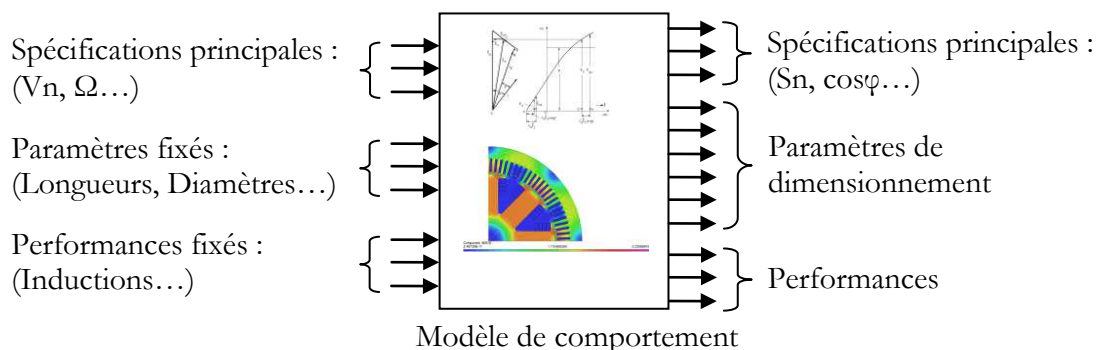 Spécifications principales :
(Vn, Ω…)
Paramètres fixés :
(Longueurs, Diamètres…)
Performances fixés :
(Inductions…)
Spécifications principales :
(Sn, cosφ…)
Paramètres de
dimensionnement
Performances
Modèle de comportement